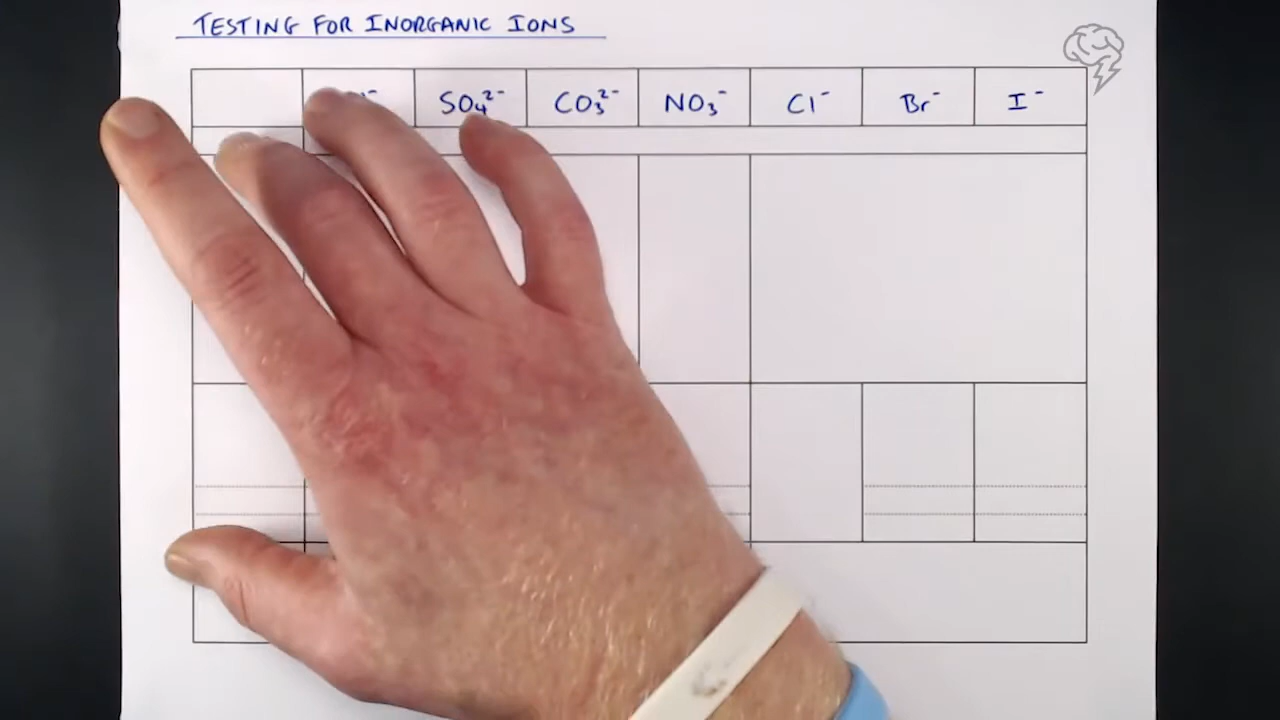 TESTING FOR INORGANIC IONS
SO₄²⁻ CO₃²⁻ NO₃⁻ Cl⁻ Br⁻ I⁻